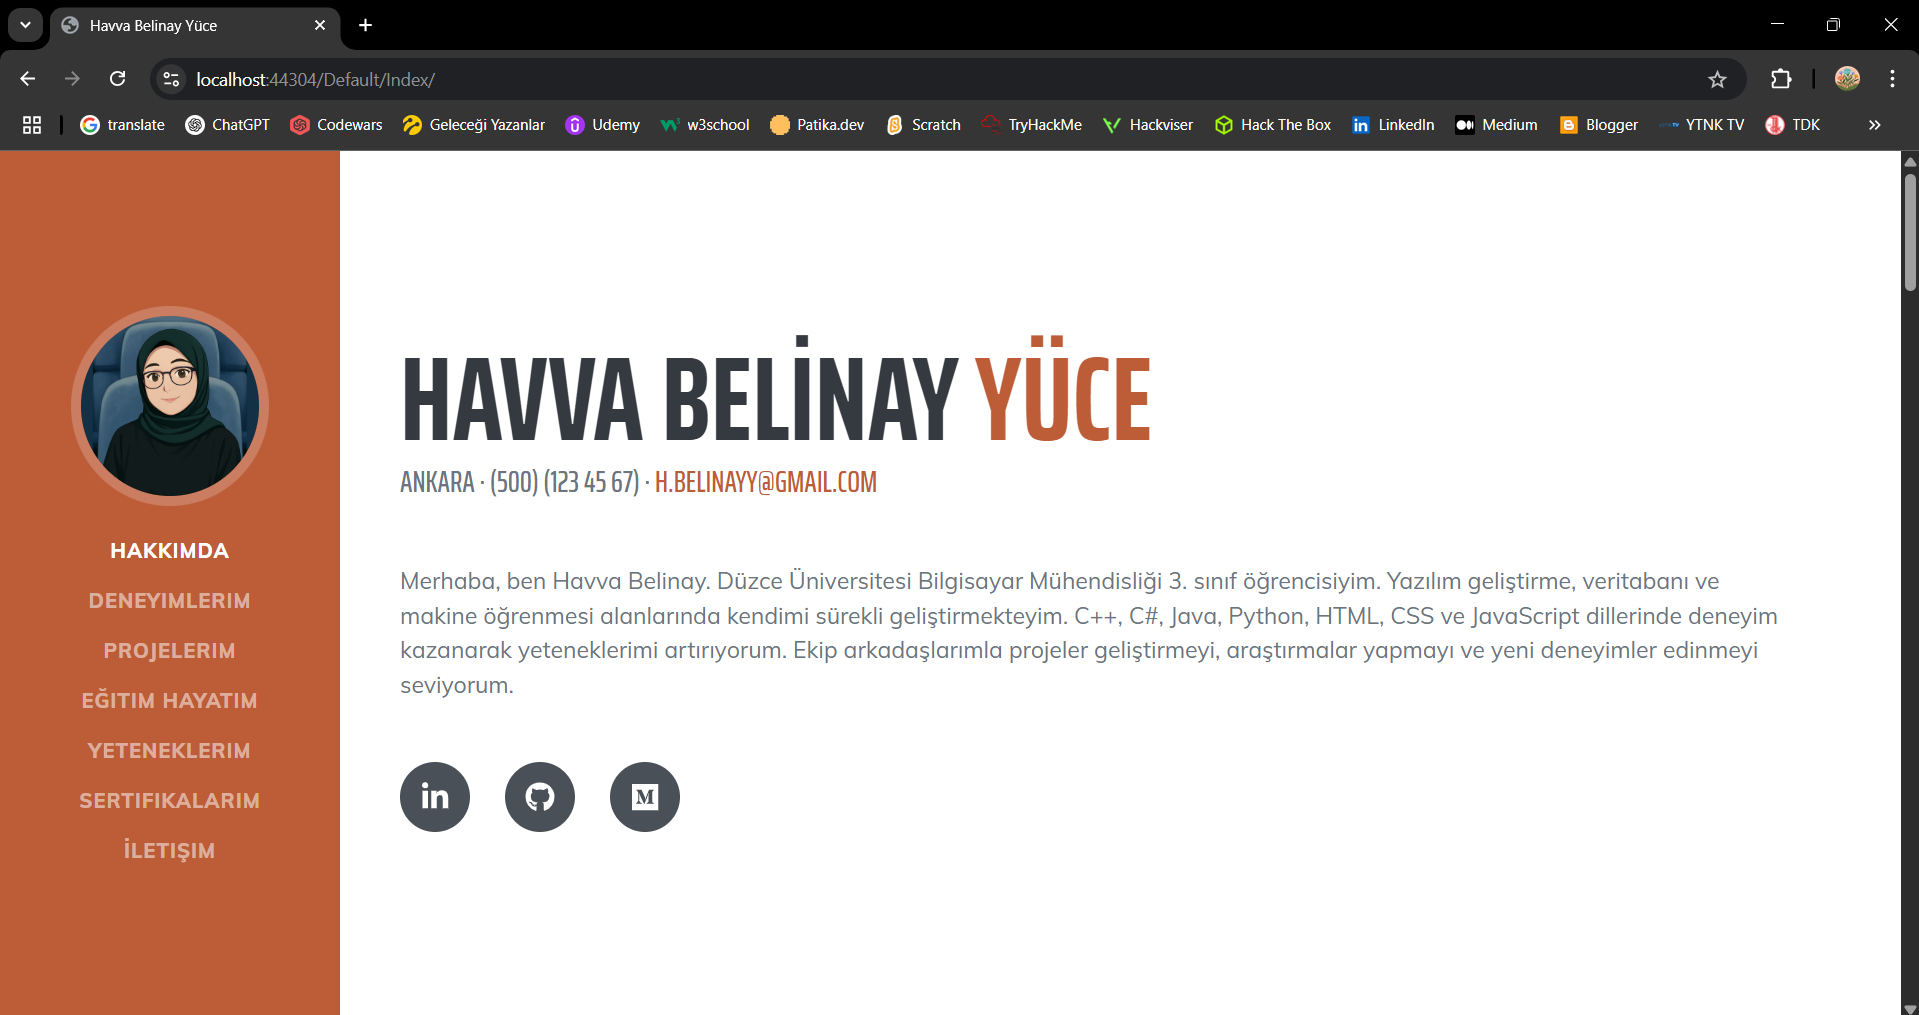 Havva Belinay Yüce
localhost:44304/Default/Index/
translate ChatGPT Codewars Geleceği Yazanlar Udemy w3school Patika.dev Scratch TryHackMe Hackviser Hack The Box LinkedIn Medium Blogger YTNK TV TDK
HAKKIMDA
DENEYIMLERIM
PROJELERIM
EĞITIM HAYATIM
YETENEKLERIM
SERTIFIKALARIM
İLETIŞIM
HAVVA BELİNAY YÜCE
ANKARA · (500) (123 45 67) · H.BELINAYY@GMAIL.COM
Merhaba, ben Havva Belinay. Düzce Üniversitesi Bilgisayar Mühendisliği 3. sınıf öğrencisiyim. Yazılım geliştirme, veritabanı ve
makine öğrenmesi alanlarında kendimi sürekli geliştirmekteyim. C++, C#, Java, Python, HTML, CSS ve JavaScript dillerinde deneyim
kazanarak yeteneklerimi artırıyorum. Ekip arkadaşlarımla projeler geliştirmeyi, araştırmalar yapmayı ve yeni deneyimler edinmeyi
seviyorum.